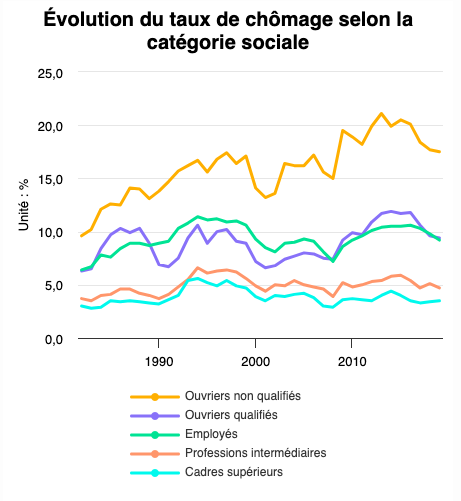 Évolution du taux de chômage selon la
catégorie sociale
25,0
20,0
15,0
10,0
5,0
0,0
Unité : %
1990
2000
2010
Ouvriers non qualifiés
Ouvriers qualifiés
Employés
Professions intermédiaires
Cadres supérieurs